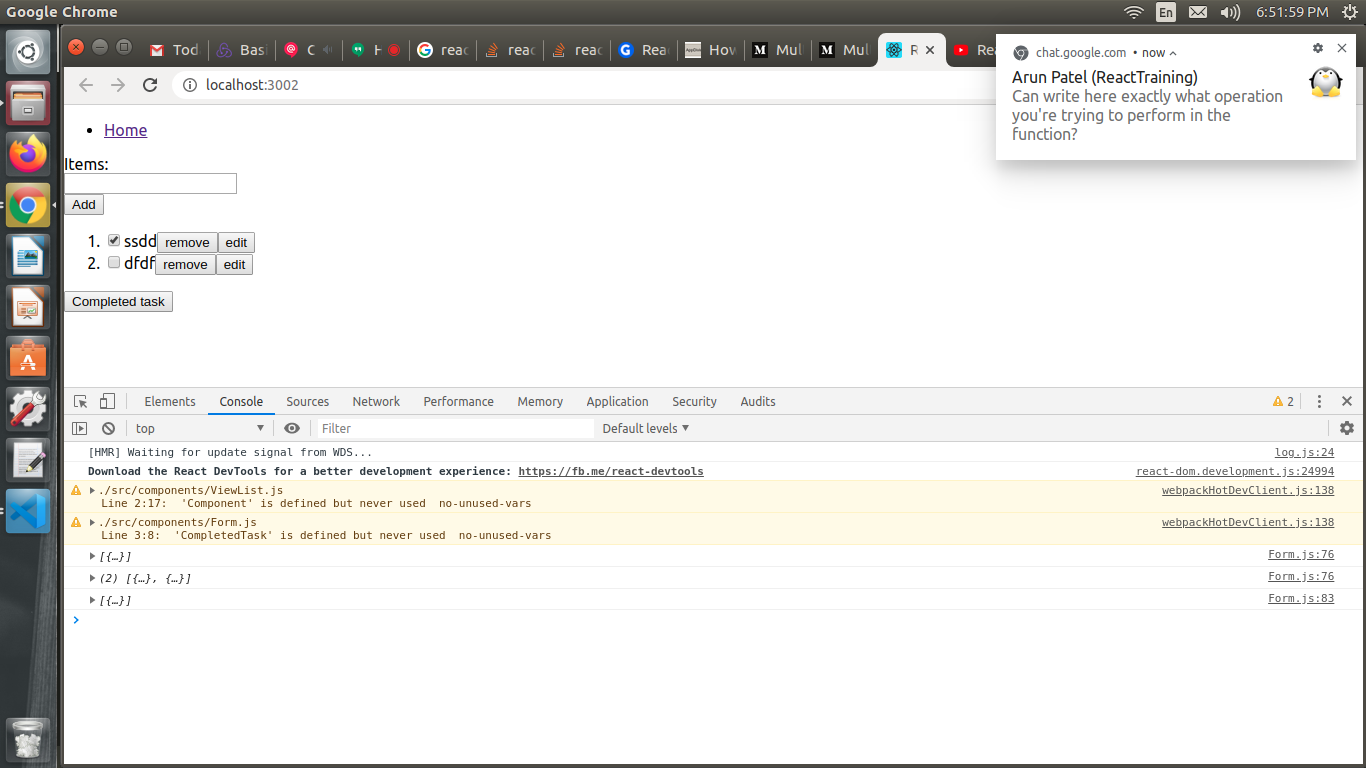 Google Chrome
En
6:51:59 PM
Tod
Basi
C
H
reac
reac
reac
Rea
How
Mul
Mul
R
Re
localhost:3002
chat.google.com • now
Arun Patel (ReactTraining)
Can write here exactly what operation
you're trying to perform in the
function?
Home
Items:
Add
1. ssdd remove edit
2. dfdf remove edit
Completed task
Elements Console Sources Network Performance Memory Application Security Audits 2
top Filter Default levels
[HMR] Waiting for update signal from WDS... log.js:24
Download the React DevTools for a better development experience: https://fb.me/react-devtools react-dom.development.js:24994
./src/components/ViewList.js webpackHotDevClient.js:138
Line 2:17: 'Component' is defined but never used no-unused-vars
./src/components/Form.js webpackHotDevClient.js:138
Line 3:8: 'CompletedTask' is defined but never used no-unused-vars
[{…}] Form.js:76
(2) [{…}, {…}] Form.js:76
[{…}] Form.js:83